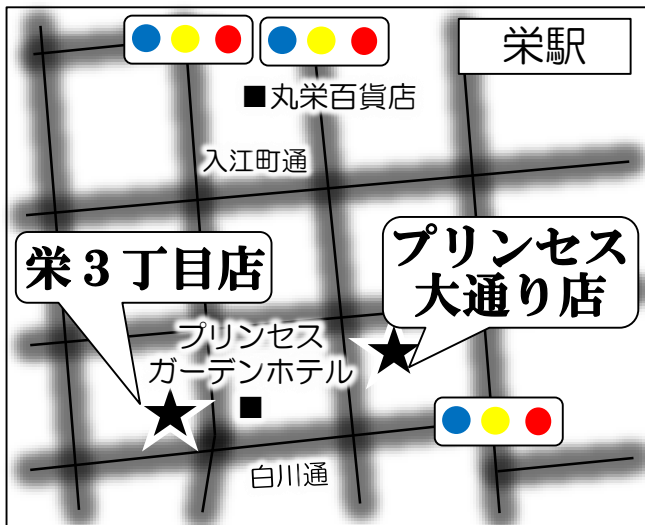 栄駅
■丸栄百貨店
入江町通
栄3丁目店
プリンセス
大通り店
プリンセス
ガーデンホテル
白川通